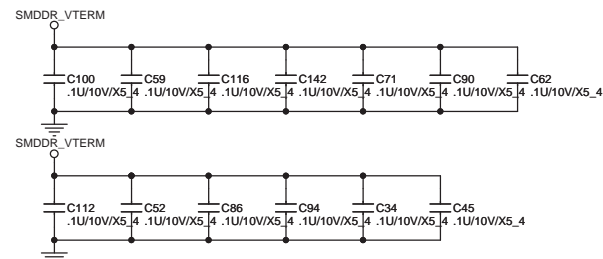 SMDDR_VTERM
C100 C59 C116 C142 C71 C90 C62
.1U/10V/X5_4 .1U/10V/X5_4 .1U/10V/X5_4 .1U/10V/X5_4 .1U/10V/X5_4 .1U/10V/X5_4 .1U/10V/X5_4
SMDDR_VTERM
C112 C52 C86 C94 C34 C45
.1U/10V/X5_4 .1U/10V/X5_4 .1U/10V/X5_4 .1U/10V/X5_4 .1U/10V/X5_4 .1U/10V/X5_4